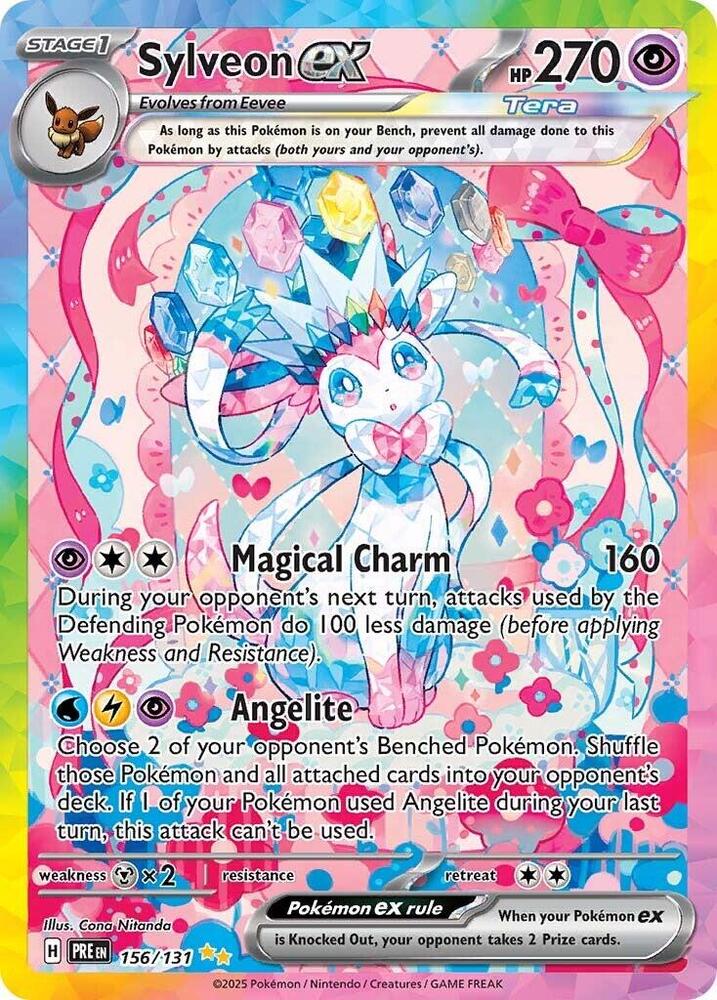 STAGE1
Sylveon ex
HP 270
Evolves from Eevee
Tera
As long as this Pokémon is on your Bench, prevent all damage done to this
Pokémon by attacks (both yours and your opponent's).
Magical Charm 160
During your opponent's next turn, attacks used by the
Defending Pokémon do 100 less damage (before applying
Weakness and Resistance).
Angelite
Choose 2 of your opponent's Benched Pokémon. Shuffle
those Pokémon and all attached cards into your opponent's
deck. If 1 of your Pokémon used Angelite during your last
turn, this attack can't be used.
weakness ×2 resistance retreat
Illus. Cona Nitanda
Pokémon ex rule
When your Pokémon ex
is Knocked Out, your opponent takes 2 Prize cards.
H PRE EN 156/131
©2025 Pokémon / Nintendo / Creatures / GAME FREAK